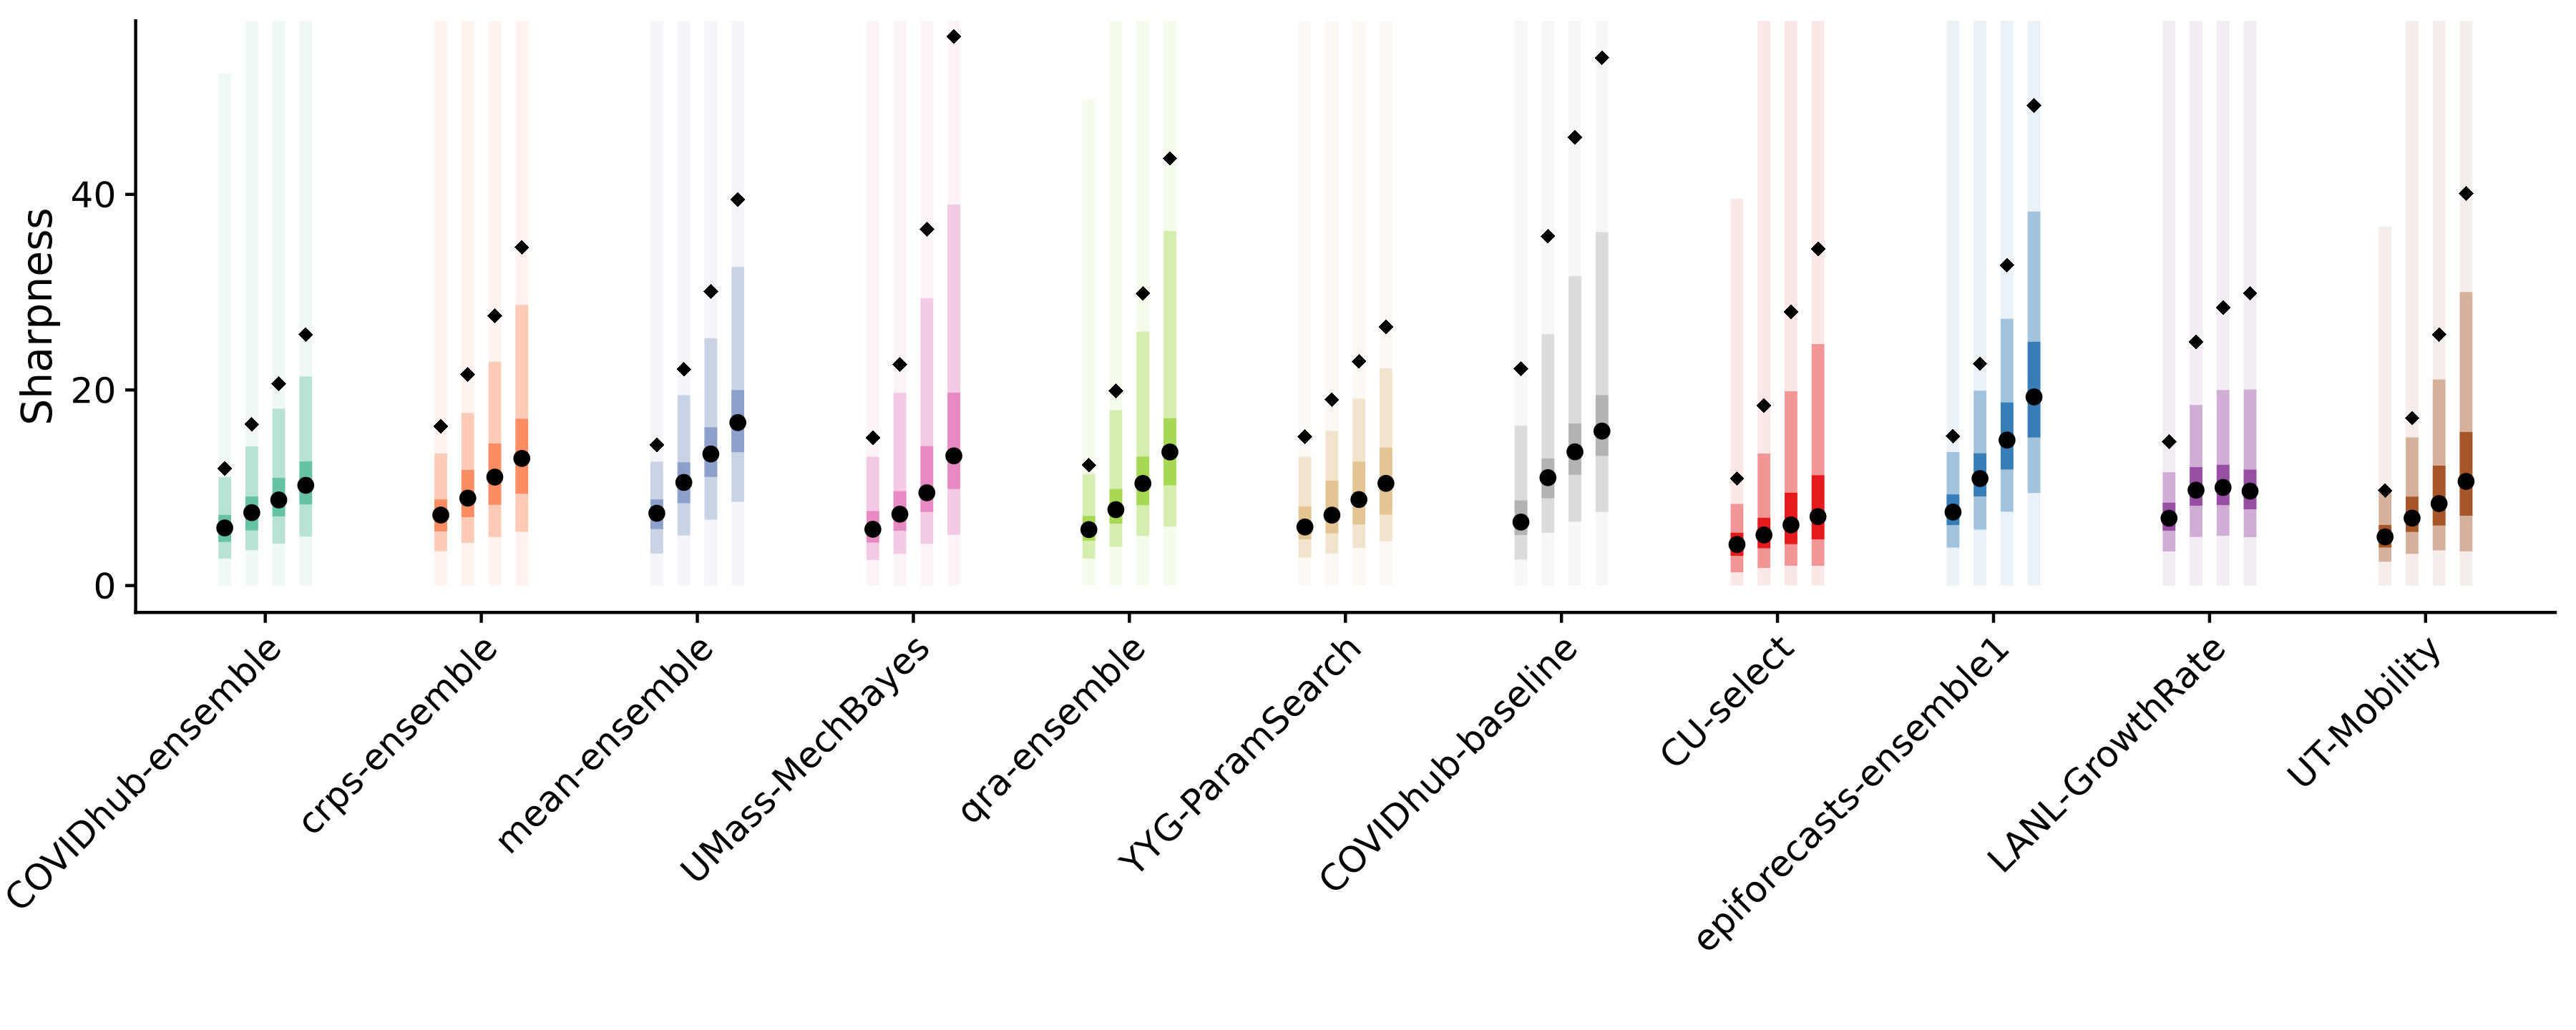 Sharpness
40
20
0
COVIDhub-ensemble
crps-ensemble
mean-ensemble
UMass-MechBayes
qra-ensemble
YYG-ParamSearch
COVIDhub-baseline
CU-select
epiforecasts-ensemble1
LANL-GrowthRate
UT-Mobility